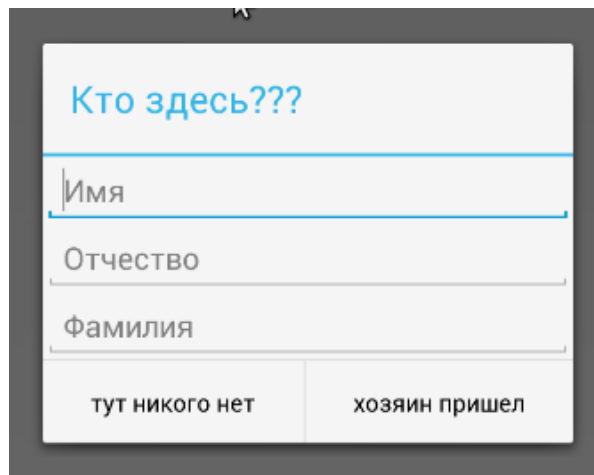 Кто здесь???
Имя
Отчество
Фамилия
тут никого нет
хозяин пришел